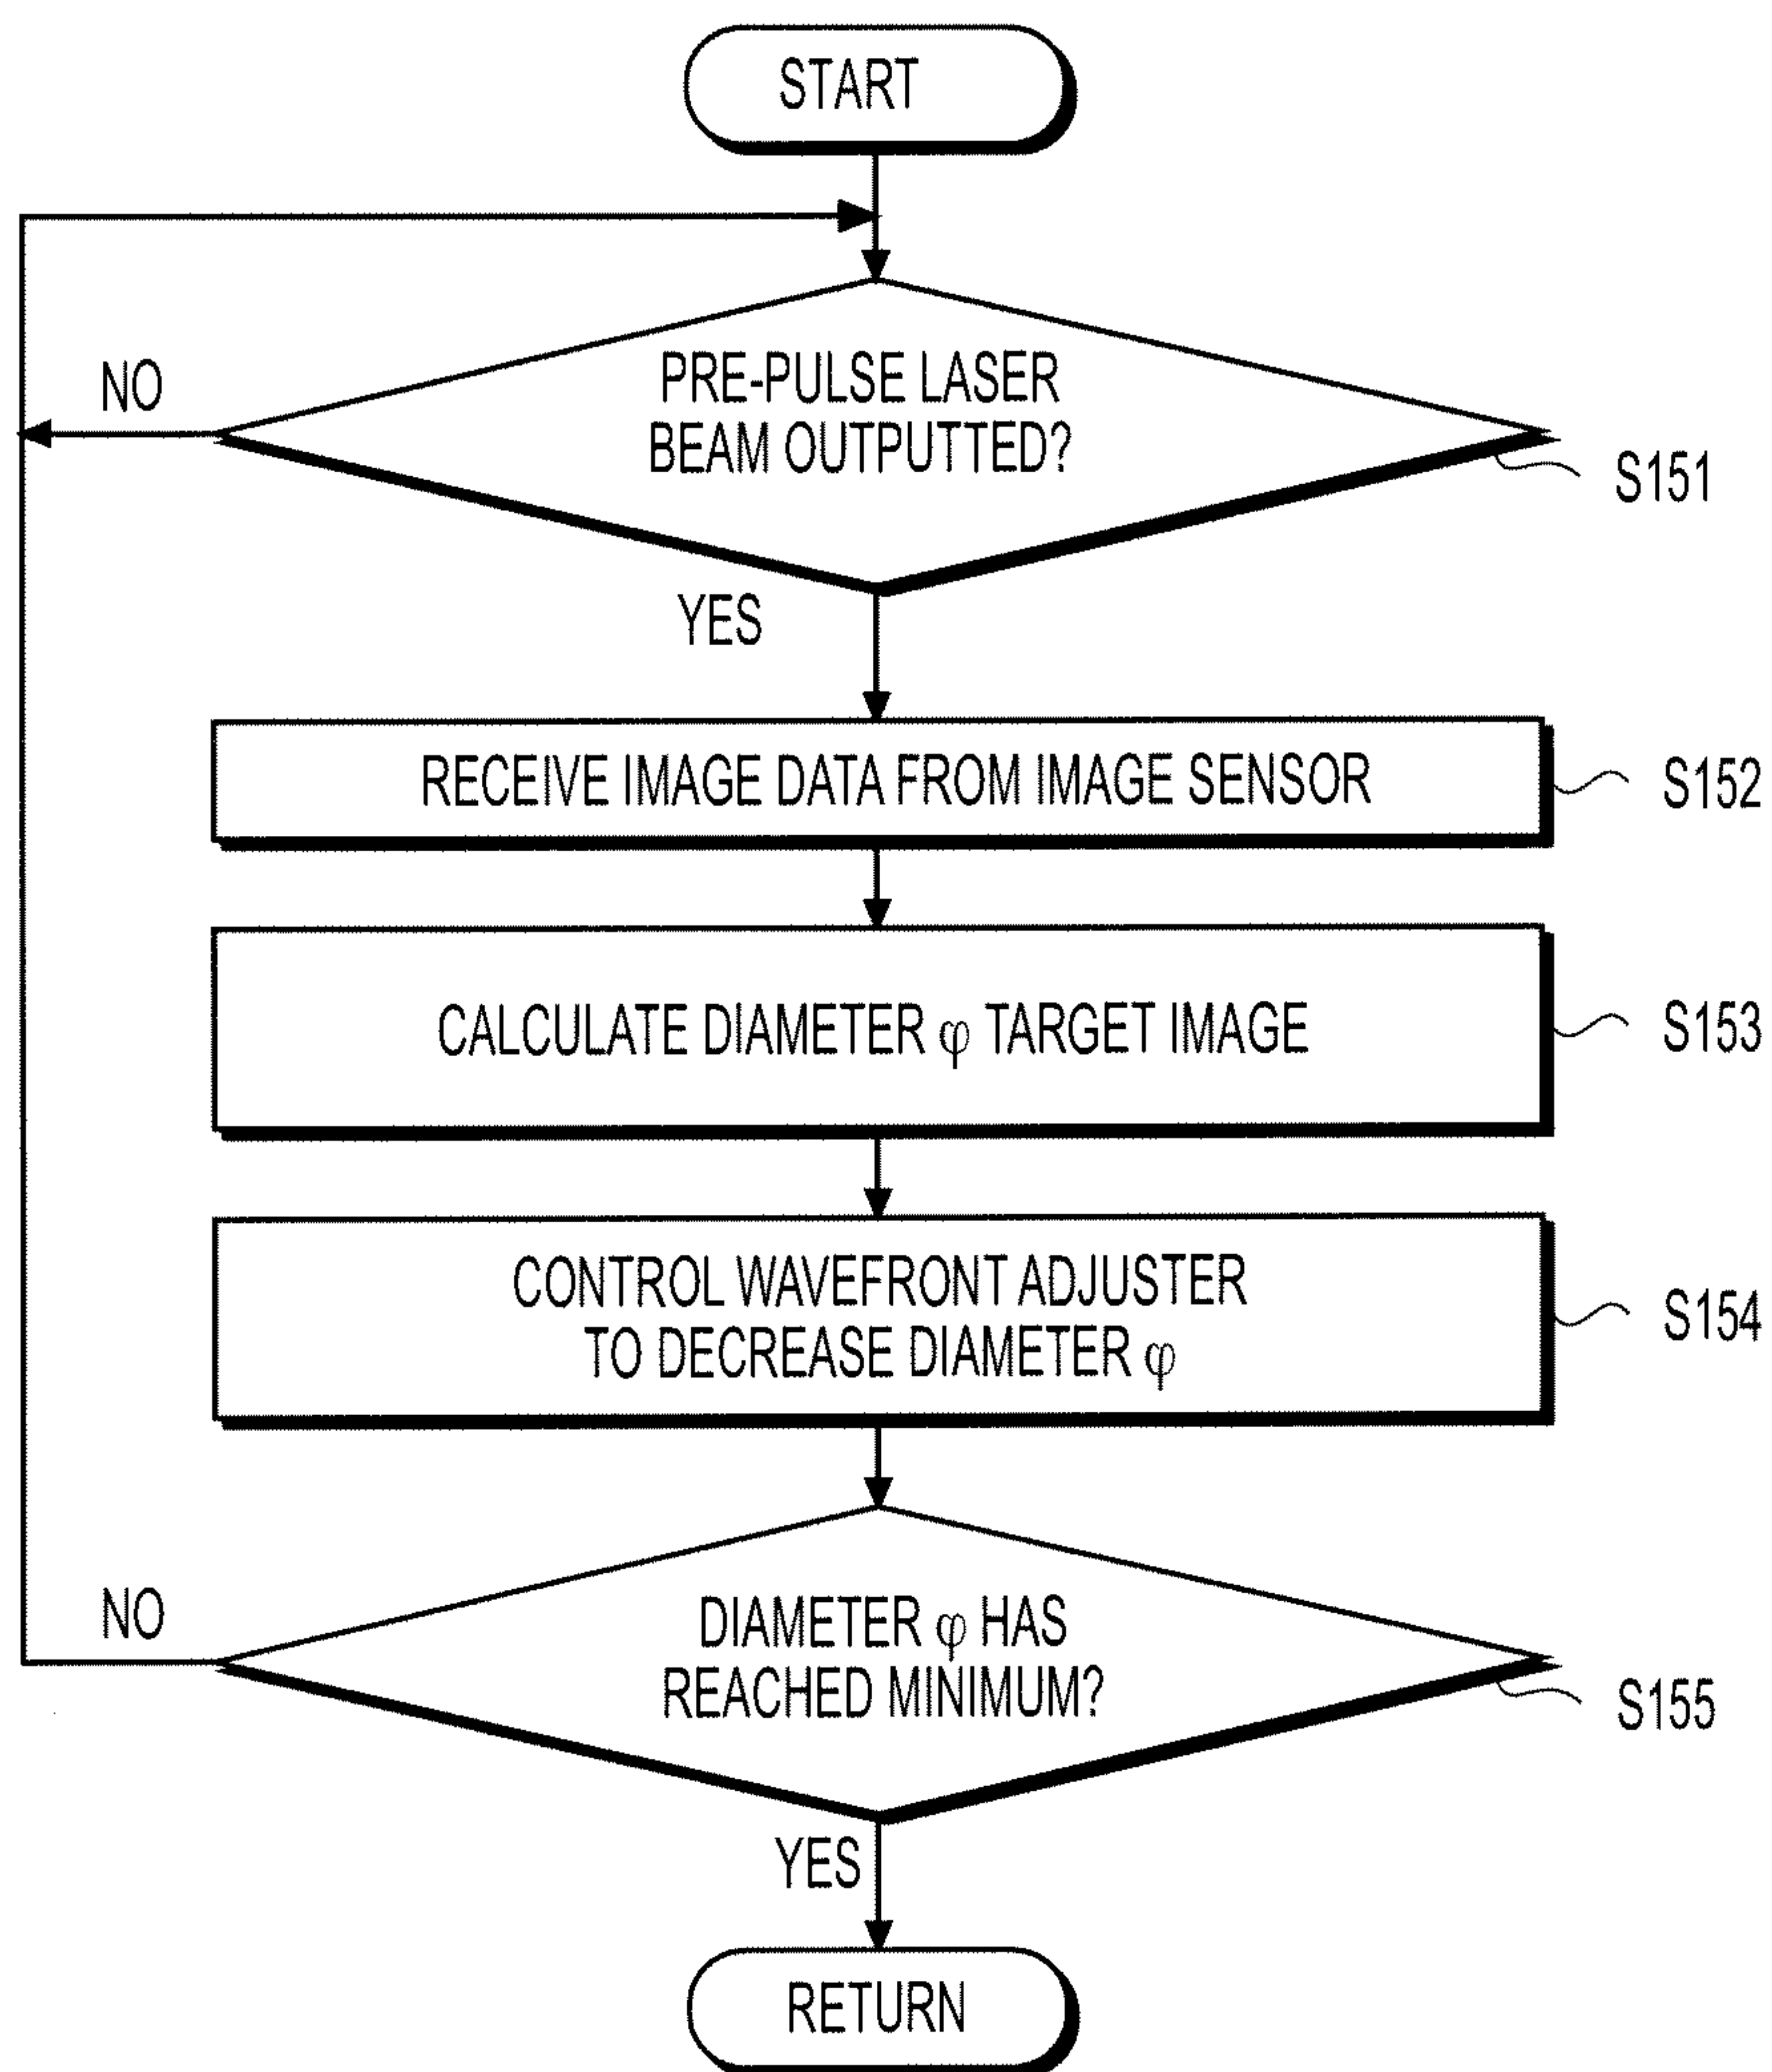 START
NO
PRE-PULSE LASER
BEAM OUTPUTTED?
S151
YES
RECEIVE IMAGE DATA FROM IMAGE SENSOR
S152
CALCULATE DIAMETER φ TARGET IMAGE
S153
CONTROL WAVEFRONT ADJUSTER
TO DECREASE DIAMETER φ
S154
NO
DIAMETER φ HAS
REACHED MINIMUM?
S155
YES
RETURN